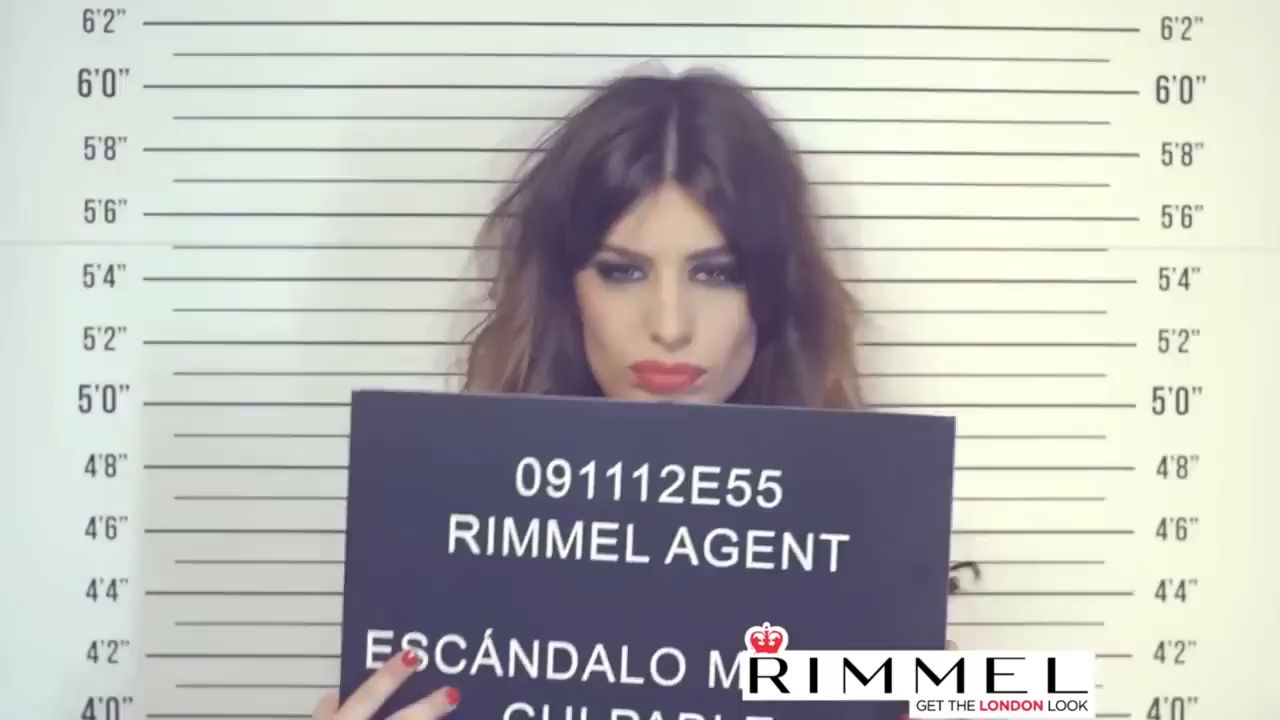 6'2" 6'2"
6'0" 6'0"
5'8" 5'8"
5'6" 5'6"
5'4" 5'4"
5'2" 5'2"
5'0" 5'0"
4'8" 4'8"
4'6" 4'6"
4'4" 4'4"
4'2" 4'2"
4'0" 4'0"
091112E55
RIMMEL AGENT
ESCÁNDALO
CULPABLE
RIMMEL
GET THE LONDON LOOK